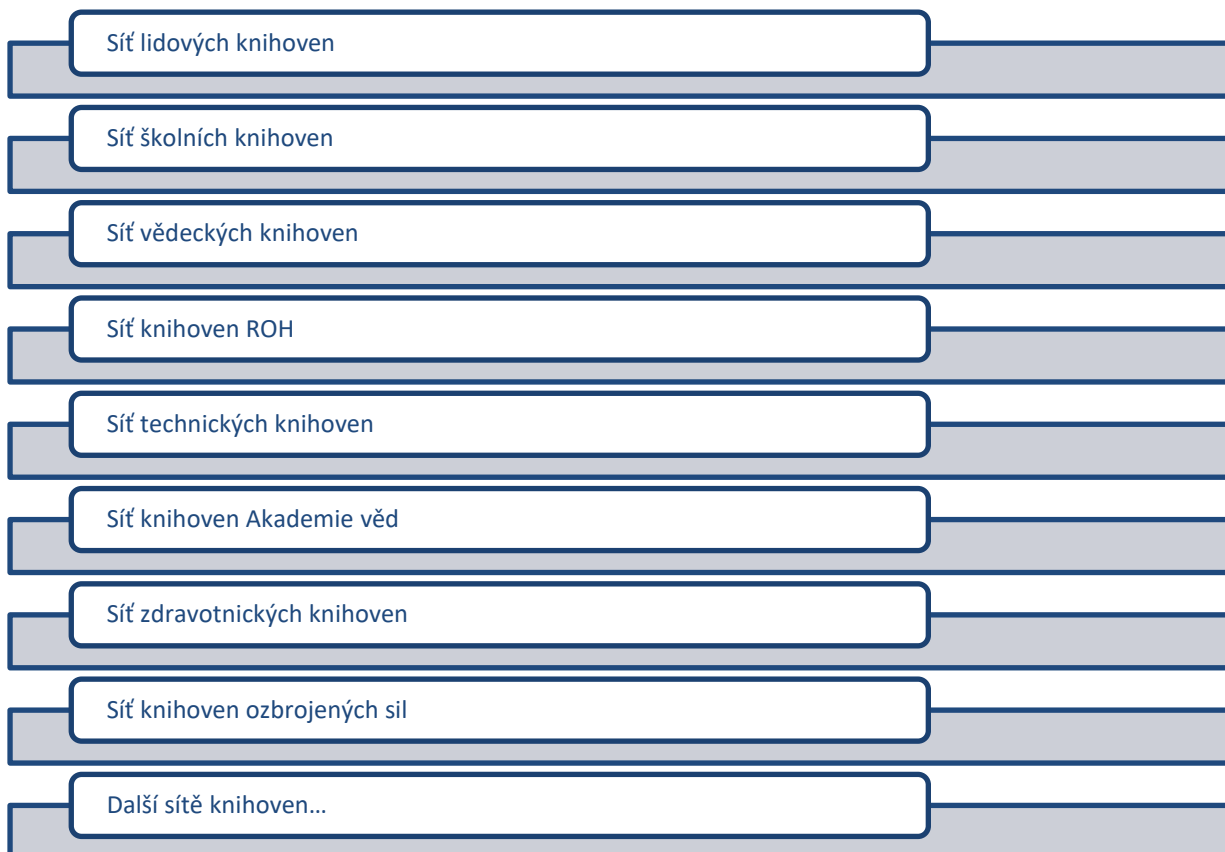 Síť lidových knihoven
Síť školních knihoven
Síť vědeckých knihoven
Síť knihoven ROH
Síť technických knihoven
Síť knihoven Akademie věd
Síť zdravotnických knihoven
Síť knihoven ozbrojených sil
Další sítě knihoven…